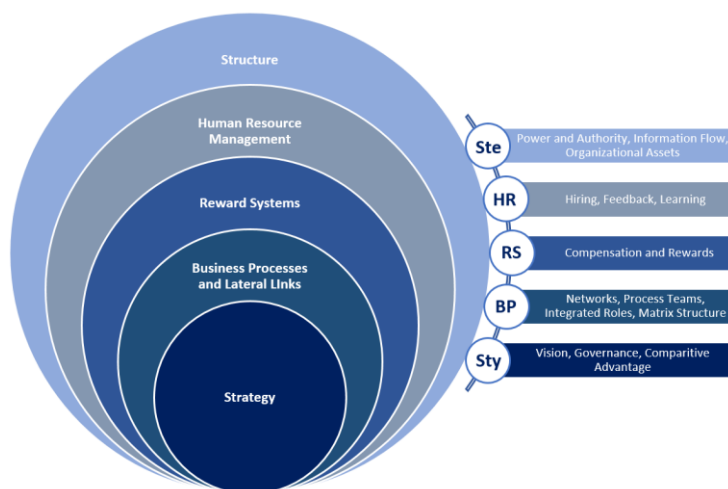 Structure
Human Resource
Management
Reward Systems
Business Processes
and Lateral LInks
Strategy
Ste
Power and Authority, Information Flow,
Organizational Assets
HR
Hiring, Feedback, Learning
RS
Compensation and Rewards
BP
Networks, Process Teams,
Integrated Roles, Matrix Structure
Sty
Vision, Governance, Comparitive
Advantage